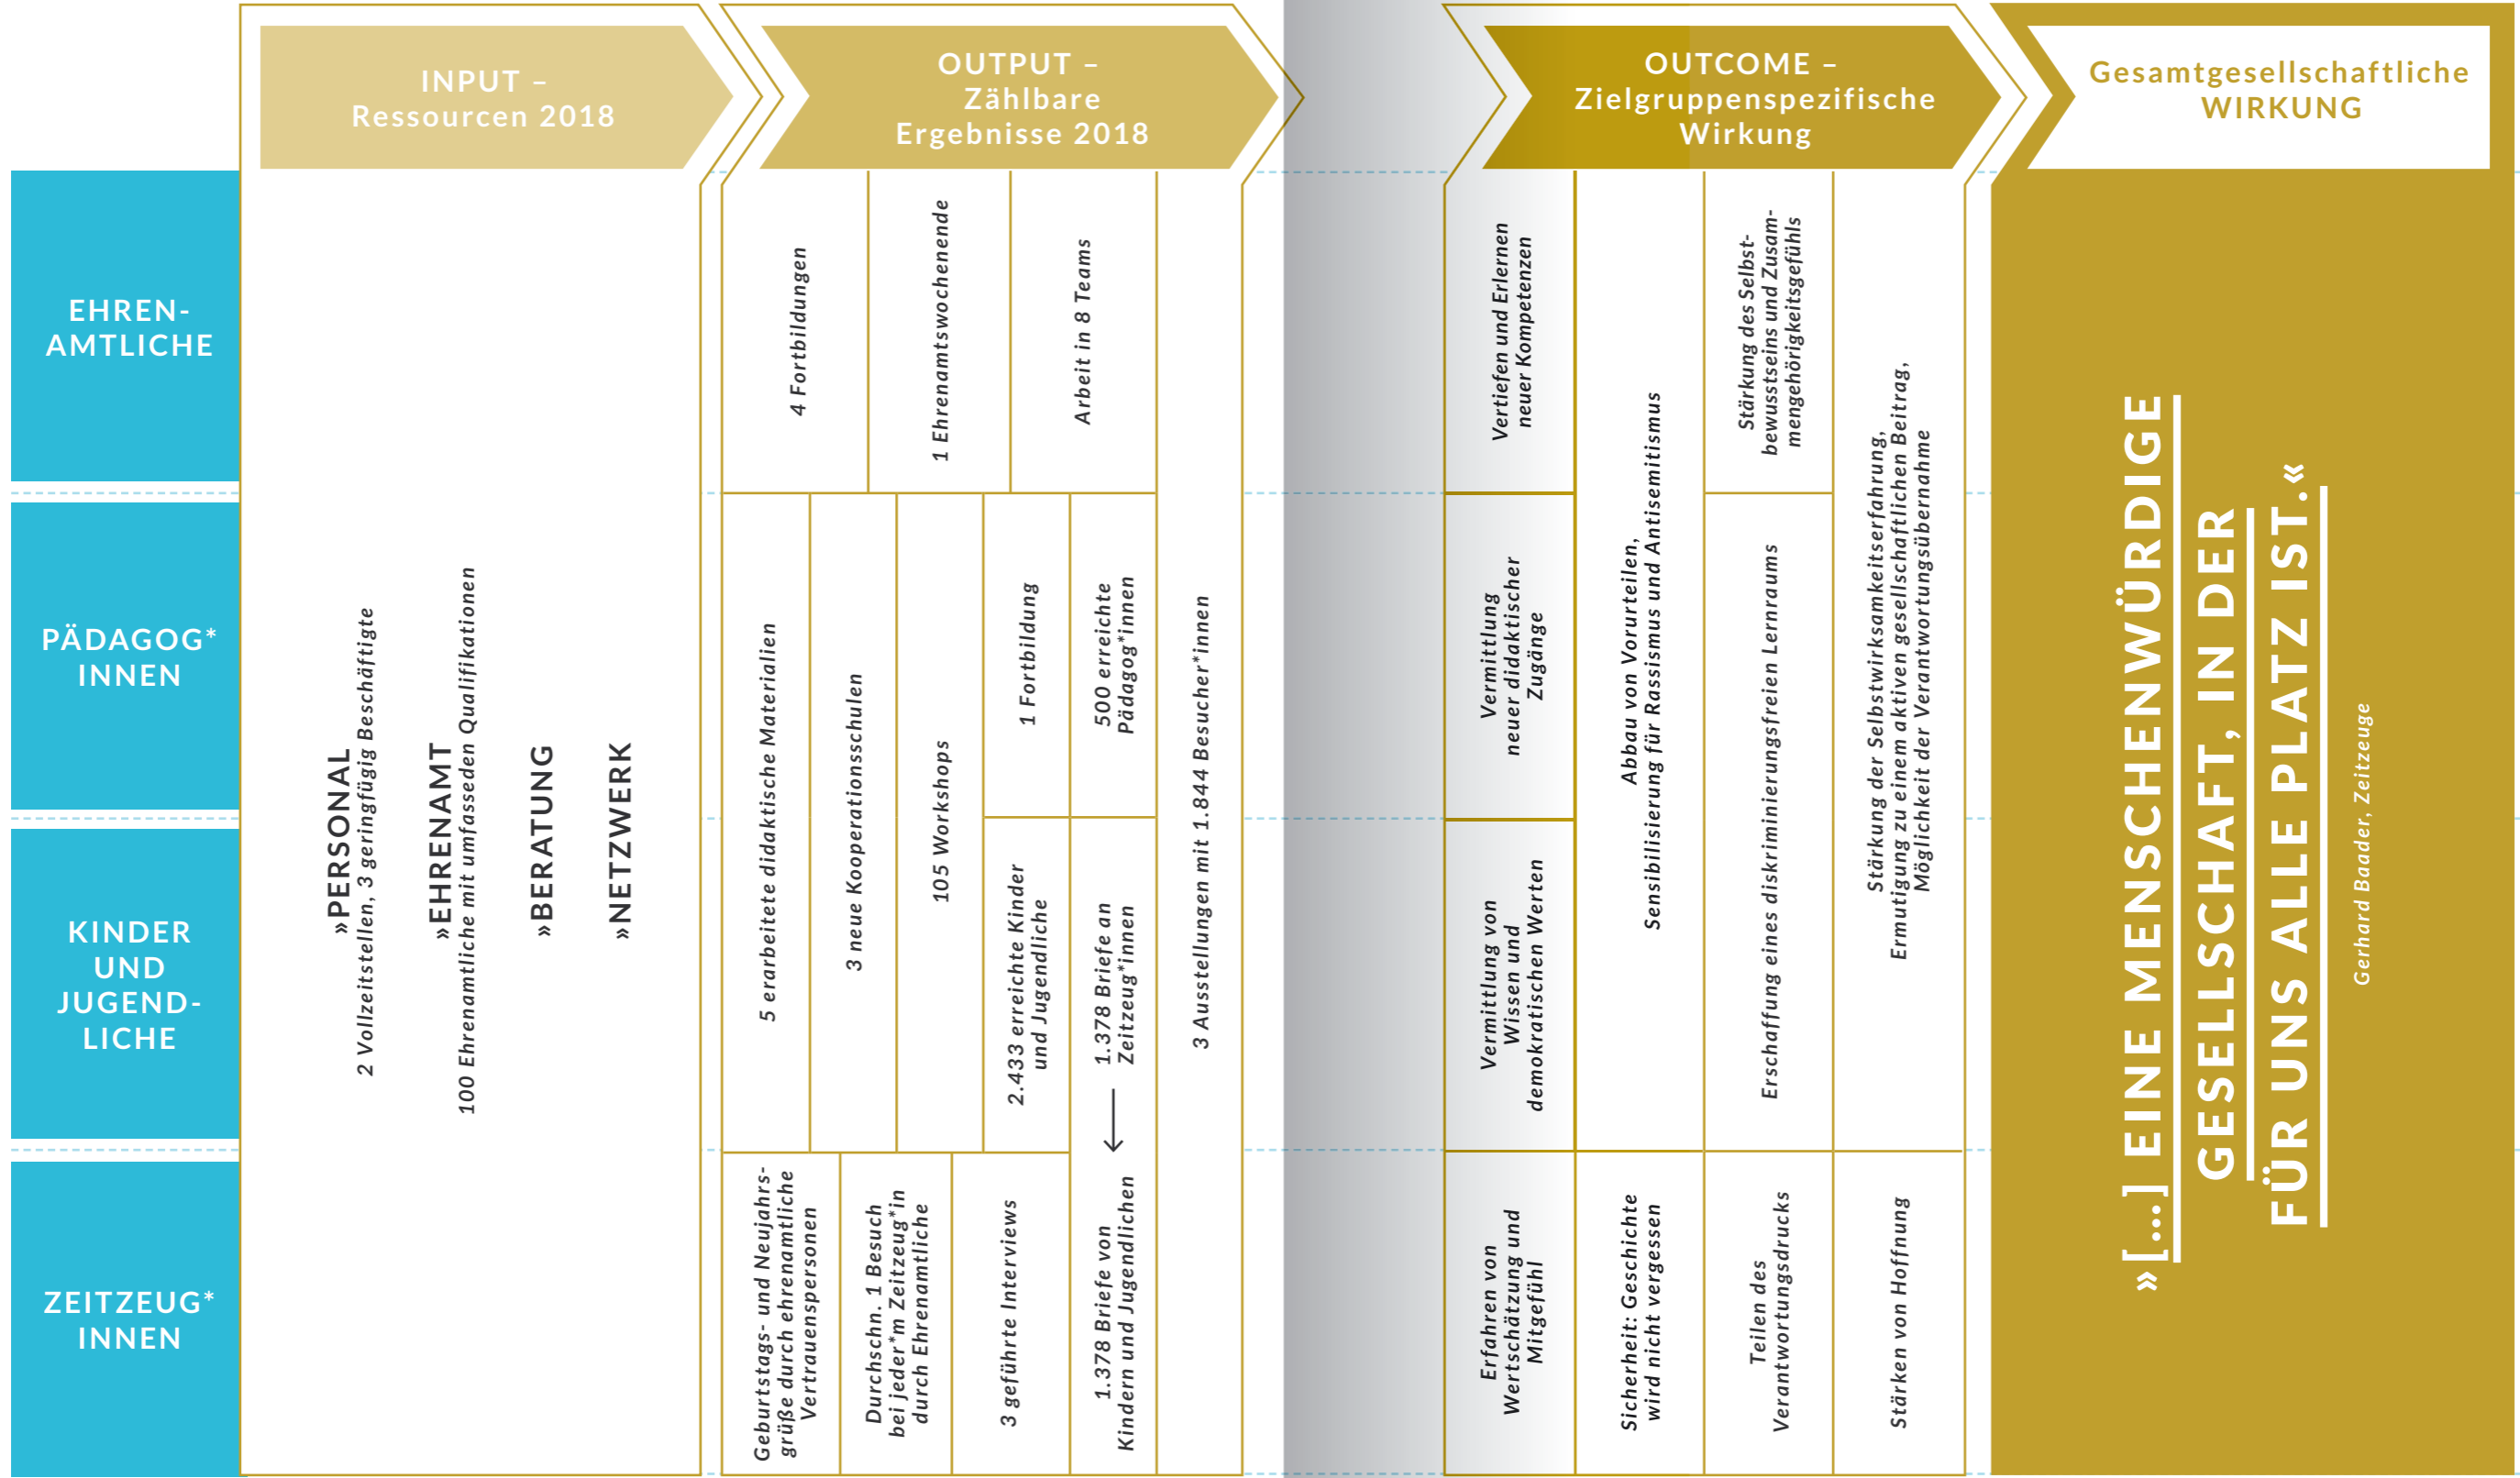 INPUT –
Ressourcen 2018
OUTPUT –
Zählbare
Ergebnisse 2018
OUTCOME –
Zielgruppenspezifische
Wirkung
Gesamtgesellschaftliche
WIRKUNG
EHREN-
AMTLICHE
PÄDAGOG*
INNEN
KINDER
UND
JUGEND-
LICHE
ZEITZEUG*
INNEN
»PERSONAL
2 Vollzeitstellen, 3 geringfügig Beschäftigte
»EHRENAMT
100 Ehrenamtliche mit umfasseden Qualifikationen
»BERATUNG
»NETZWERK
4 Fortbildungen
1 Ehrenamtswochenende
Arbeit in 8 Teams
5 erarbeitete didaktische Materialien
3 neue Kooperationsschulen
105 Workshops
1 Fortbildung
500 erreichte
Pädagog*innen
2.433 erreichte Kinder
und Jugendliche
1.378 Briefe an
Zeitzeug*innen
Geburtstags- und Neujahrs-
grüße durch ehrenamtliche
Vertrauenspersonen
Durchschn. 1 Besuch
bei jeder*m Zeitzeug*in
durch Ehrenamtliche
3 geführte Interviews
1.378 Briefe von
Kindern und Jugendlichen
3 Ausstellungen mit 1.844 Besucher*innen
Vertiefen und Erlernen
neuer Kompetenzen
Vermittlung
neuer didaktischer
Zugänge
Vermittlung von
Wissen und
demokratischen Werten
Erfahren von
Wertschätzung und
Mitgefühl
Abbau von Vorurteilen,
Sensibilisierung für Rassismus und Antisemitismus
Sicherheit: Geschichte
wird nicht vergessen
Stärkung des Selbst-
bewusstseins und Zusam-
mengehörigkeitsgefühls
Erschaffung eines diskriminierungsfreien Lernraums
Teilen des
Verantwortungsdrucks
Stärkung der Selbstwirksamkeitserfahrung,
Ermutigung zu einem aktiven gesellschaftlichen Beitrag,
Möglichkeit der Verantwortungsübernahme
Stärken von Hoffnung
»[...] EINE MENSCHENWÜRDIGE
GESELLSCHAFT, IN DER
FÜR UNS ALLE PLATZ IST.«
Gerhard Baader, Zeitzeuge